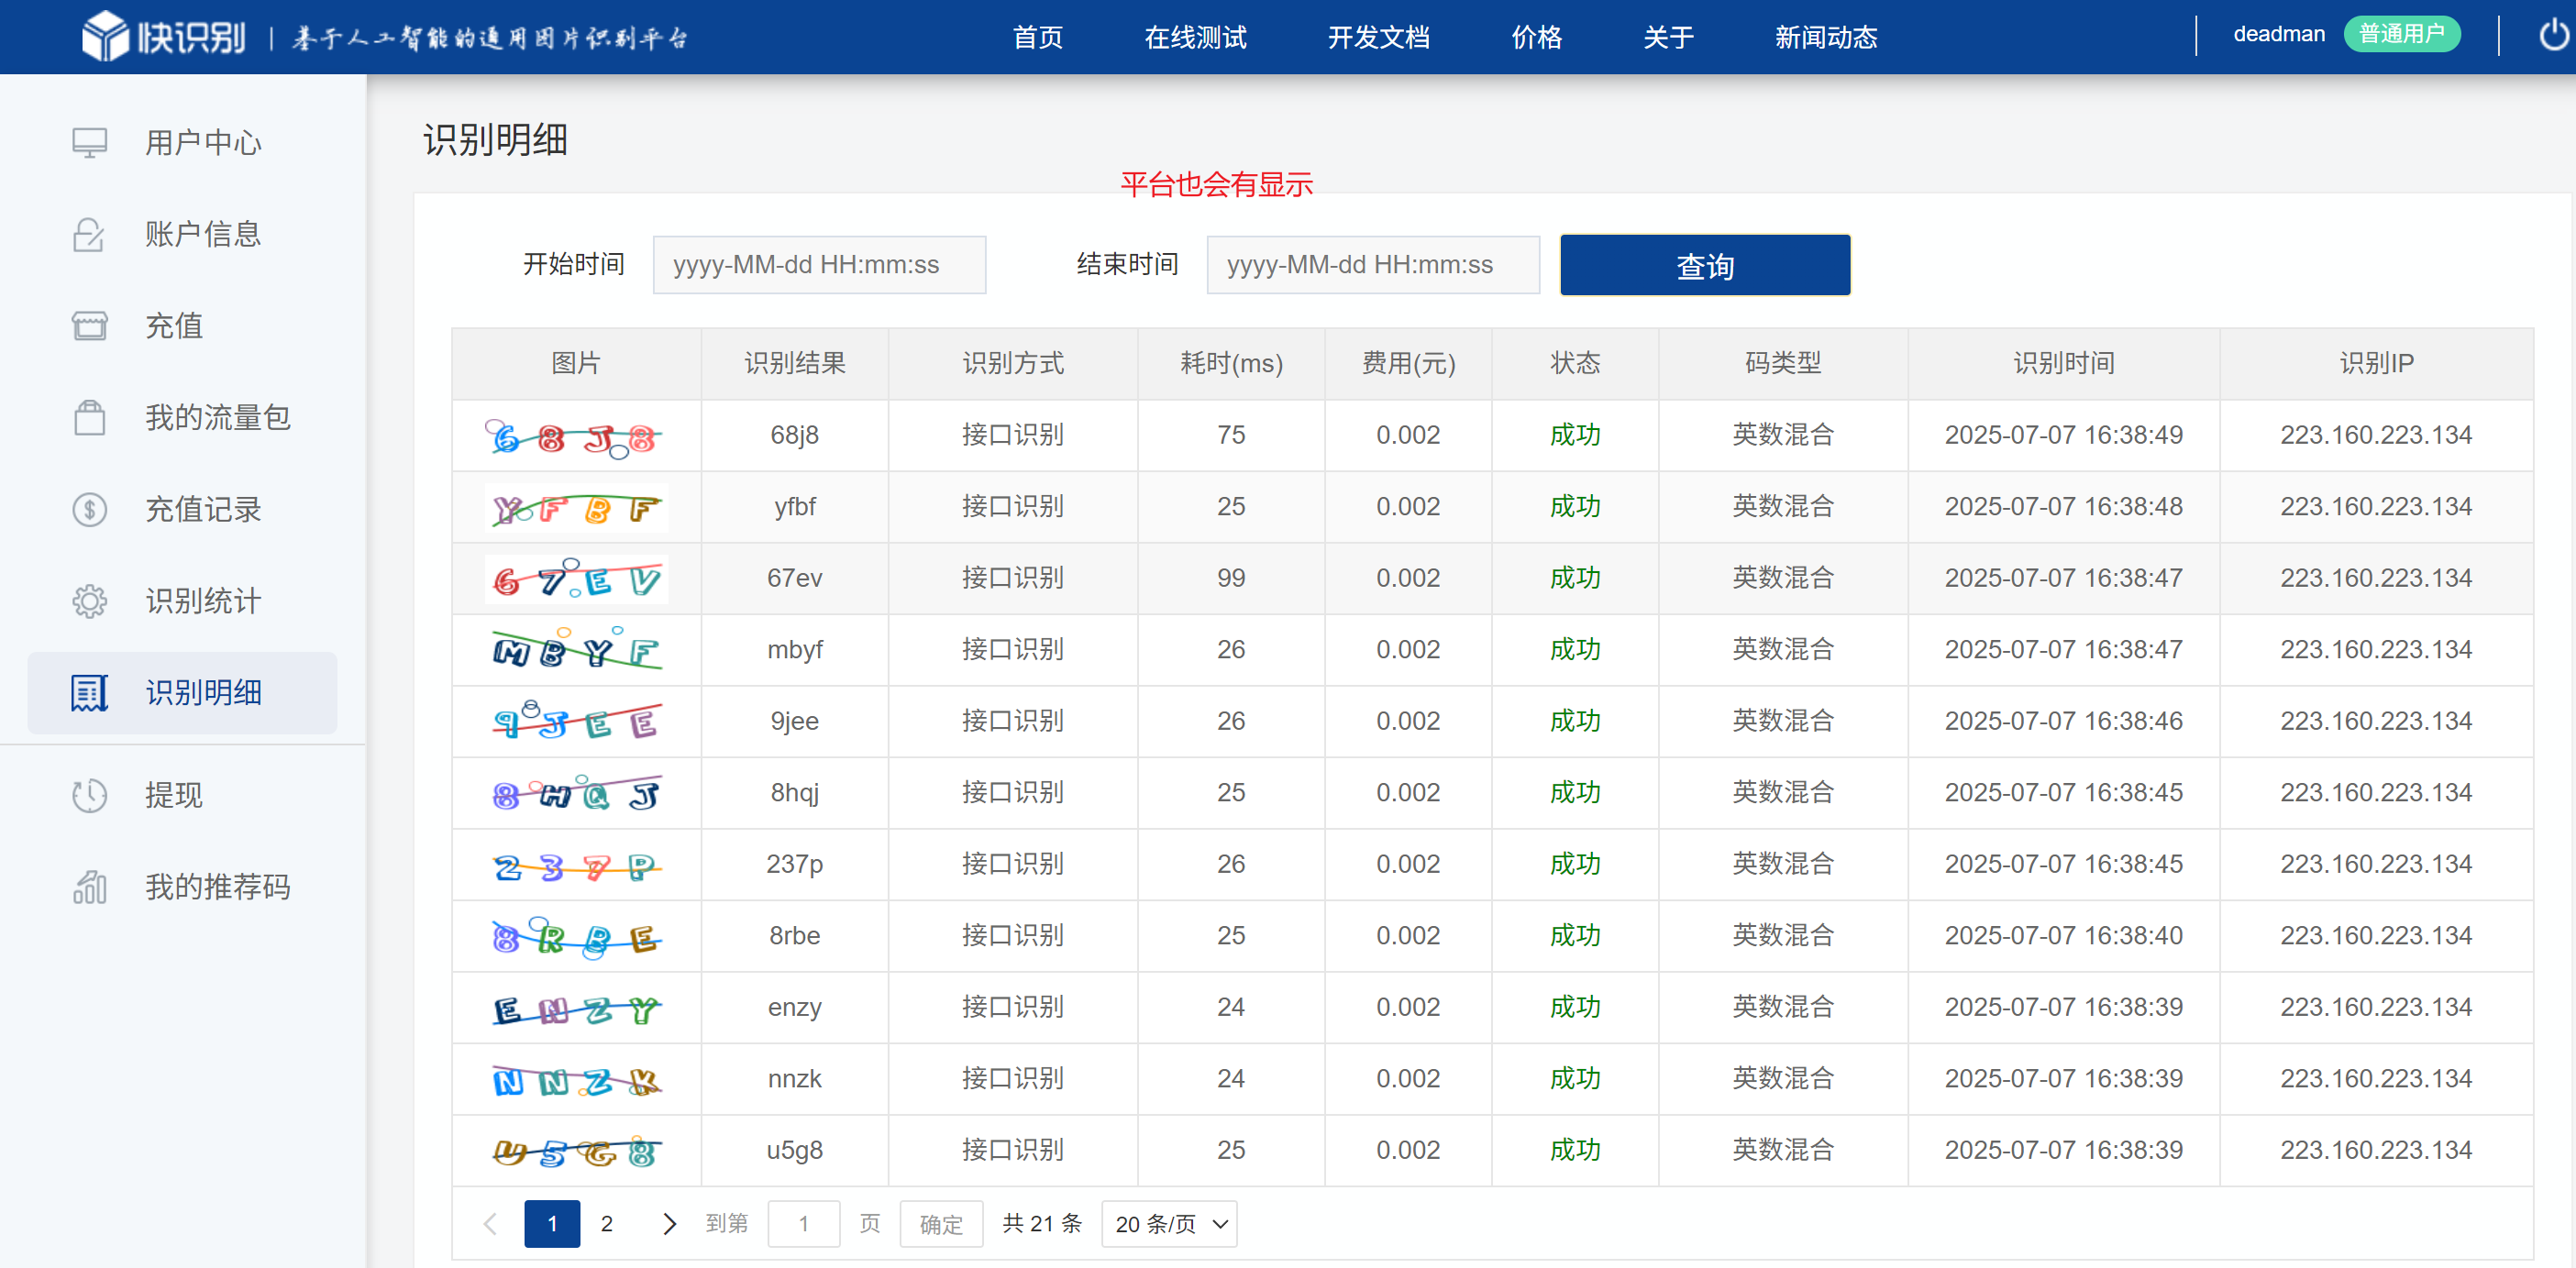 快识别 | 基于人工智能的通用图片识别平台 首页 在线测试 开发文档 价格 关于 新闻动态 deadman 普通用户
用户中心
账户信息
充值
我的流量包
充值记录
识别统计
识别明细
提现
我的推荐码
识别明细
平台也会有显示
开始时间 yyyy-MM-dd HH:mm:ss 结束时间 yyyy-MM-dd HH:mm:ss 查询
图片 识别结果 识别方式 耗时(ms) 费用(元) 状态 码类型 识别时间 识别IP
68J8 68j8 接口识别 75 0.002 成功 英数混合 2025-07-07 16:38:49 223.160.223.134
YFBF yfbf 接口识别 25 0.002 成功 英数混合 2025-07-07 16:38:48 223.160.223.134
67EV 67ev 接口识别 99 0.002 成功 英数混合 2025-07-07 16:38:47 223.160.223.134
MBYF mbyf 接口识别 26 0.002 成功 英数混合 2025-07-07 16:38:47 223.160.223.134
9JEE 9jee 接口识别 26 0.002 成功 英数混合 2025-07-07 16:38:46 223.160.223.134
8HQJ 8hqj 接口识别 25 0.002 成功 英数混合 2025-07-07 16:38:45 223.160.223.134
237P 237p 接口识别 26 0.002 成功 英数混合 2025-07-07 16:38:45 223.160.223.134
8RBE 8rbe 接口识别 25 0.002 成功 英数混合 2025-07-07 16:38:40 223.160.223.134
ENZY enzy 接口识别 24 0.002 成功 英数混合 2025-07-07 16:38:39 223.160.223.134
NNZK nnzk 接口识别 24 0.002 成功 英数混合 2025-07-07 16:38:39 223.160.223.134
U5G8 u5g8 接口识别 25 0.002 成功 英数混合 2025-07-07 16:38:39 223.160.223.134
1 2 到第 1 页 确定 共 21 条 20 条/页